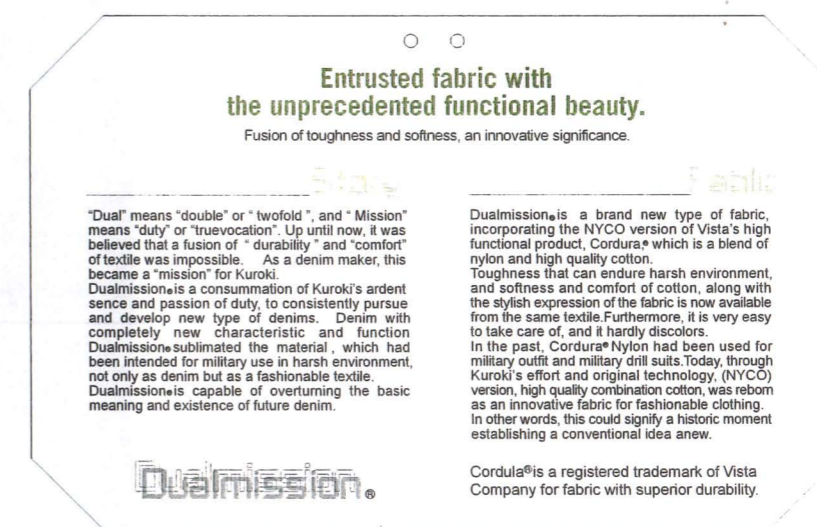 Entrusted fabric with
the unprecedented functional beauty.
Fusion of toughness and softness, an innovative significance.
Story
"Dual" means "double" or " twofold ", and " Mission"
means "duty" or "truevocation". Up until now, it was
believed that a fusion of " durability " and "comfort"
of textile was impossible. As a denim maker, this
became a "mission" for Kuroki.
Dualmission® is a consummation of Kuroki's ardent
sence and passion of duty, to consistently pursue
and develop new type of denims. Denim with
completely new characteristic and function
Dualmission® sublimated the material , which had
been intended for military use in harsh environment,
not only as denim but as a fashionable textile.
Dualmission® is capable of overturning the basic
meaning and existence of future denim.
Dualmission®
Fabric
Dualmission® is a brand new type of fabric,
incorporating the NYCO version of Vista's high
functional product, Cordura,® which is a blend of
nylon and high quality cotton.
Toughness that can endure harsh environment,
and softness and comfort of cotton, along with
the stylish expression of the fabric is now available
from the same textile.Furthermore, it is very easy
to take care of, and it hardly discolors.
In the past, Cordura® Nylon had been used for
military outfit and military drill suits.Today, through
Kuroki's effort and original technology, (NYCO)
version, high quality combination cotton, was reborn
as an innovative fabric for fashionable clothing.
In other words, this could signify a historic moment
establishing a conventional idea anew.
Cordula® is a registered trademark of Vista
Company for fabric with superior durability.